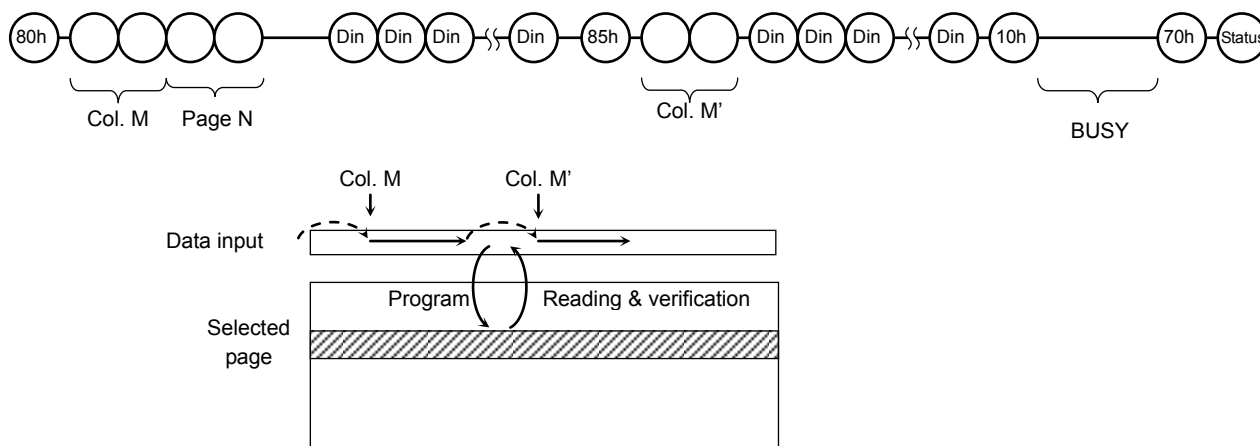 80h Din Din Din Din 85h Din Din Din Din 10h 70h Status
Col. M Page N Col. M’ BUSY
Col. M Col. M’
Data input
Program Reading & verification
Selected
page